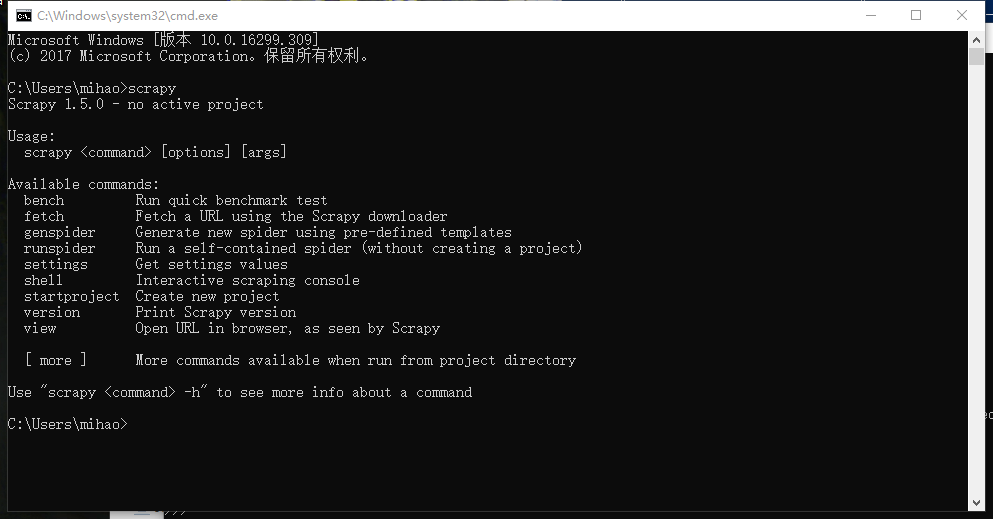 C:\Windows\system32\cmd.exe
Microsoft Windows [版本 10.0.16299.309]
(c) 2017 Microsoft Corporation。保留所有权利。
C:\Users\mihao>scrapy
Scrapy 1.5.0 - no active project
Usage:
  scrapy <command> [options] [args]
Available commands:
  bench         Run quick benchmark test
  fetch         Fetch a URL using the Scrapy downloader
  genspider     Generate new spider using pre-defined templates
  runspider     Run a self-contained spider (without creating a project)
  settings      Get settings values
  shell         Interactive scraping console
  startproject  Create new project
  version       Print Scrapy version
  view          Open URL in browser, as seen by Scrapy
  [ more ]      More commands available when run from project directory
Use "scrapy <command> -h" to see more info about a command
C:\Users\mihao>